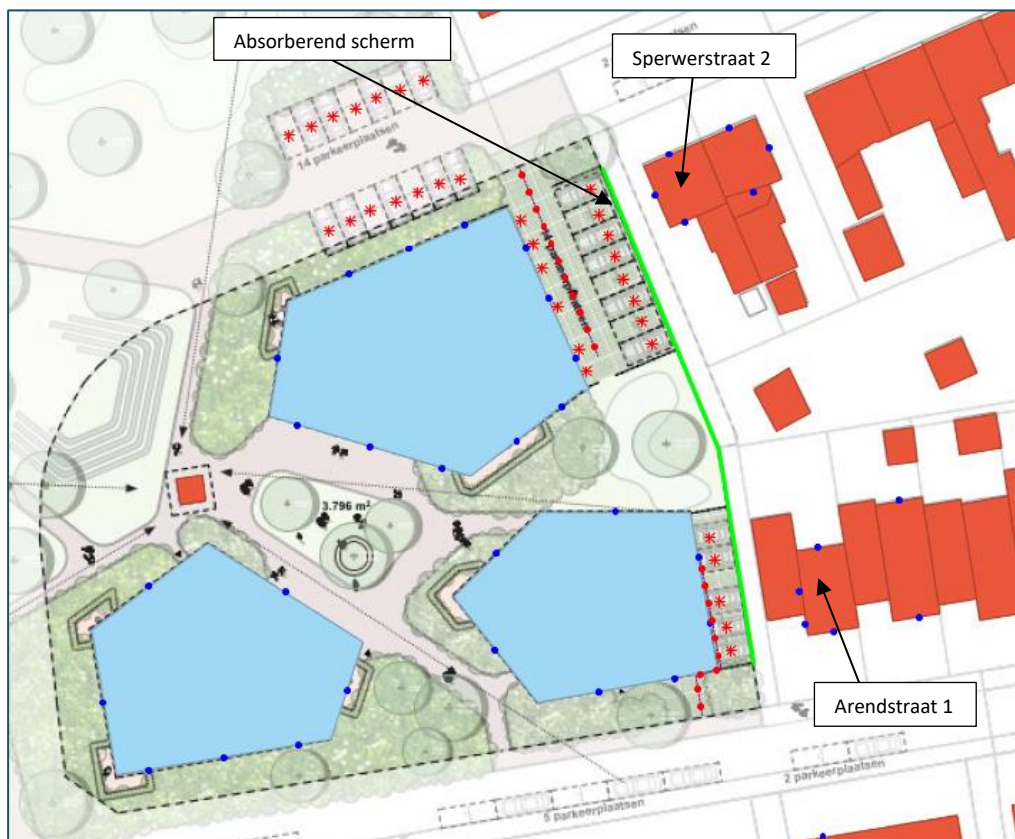 Absorberend scherm
Sperwerstraat 2
14 parkeerplaatsen
3.796 m²
Arendstraat 1
2 parkeerplaatsen
5 parkeerplaatsen